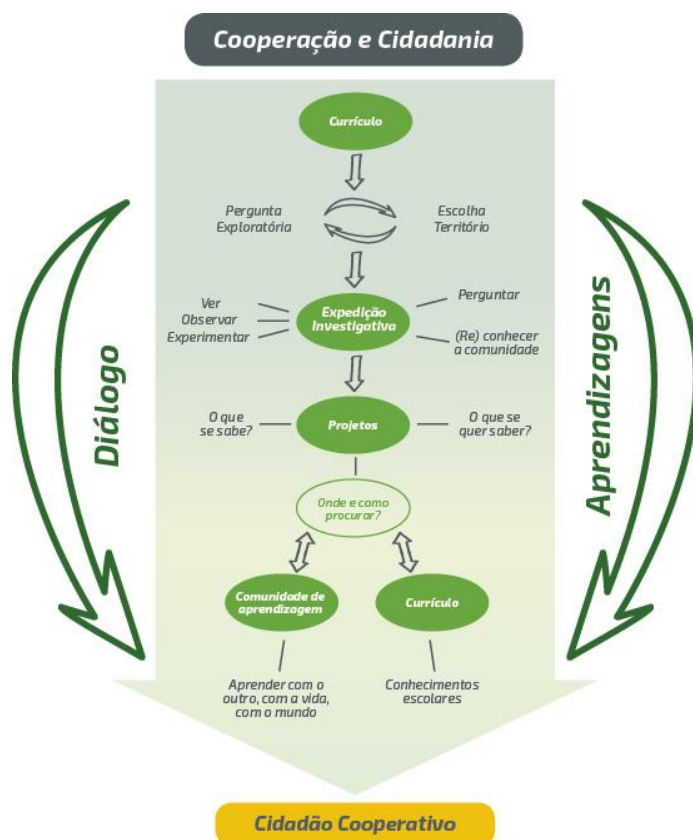 Cooperação e Cidadania
Currículo
Pergunta
Exploratória
Escolha
Território
Ver
Observar
Experimentar
Expedição
Investigativa
Perguntar
(Re) conhecer
a comunidade
Diálogo
Aprendizagens
O que
se sabe?
Projetos
O que se
quer saber?
Onde e como
procurar?
Comunidade de
aprendizagem
Currículo
Aprender com o
outro, com a vida,
com o mundo
Conhecimentos
escolares
Cidadão Cooperativo